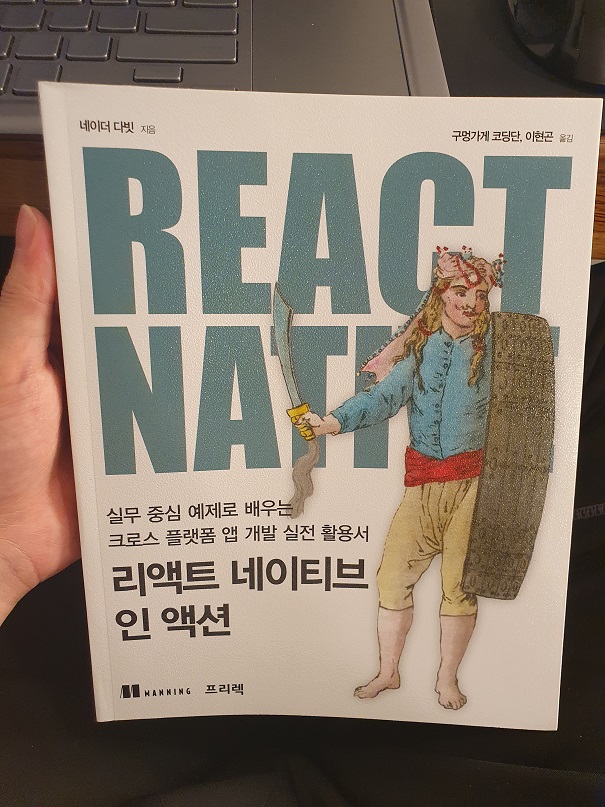 네이더 다빗 지음
구멍가게 코딩단, 이현곤 옮김
REACT
NATIVE
실무 중심 예제로 배우는
크로스 플랫폼 앱 개발 실전 활용서
리액트 네이티브
인 액션
MANNING 프리렉